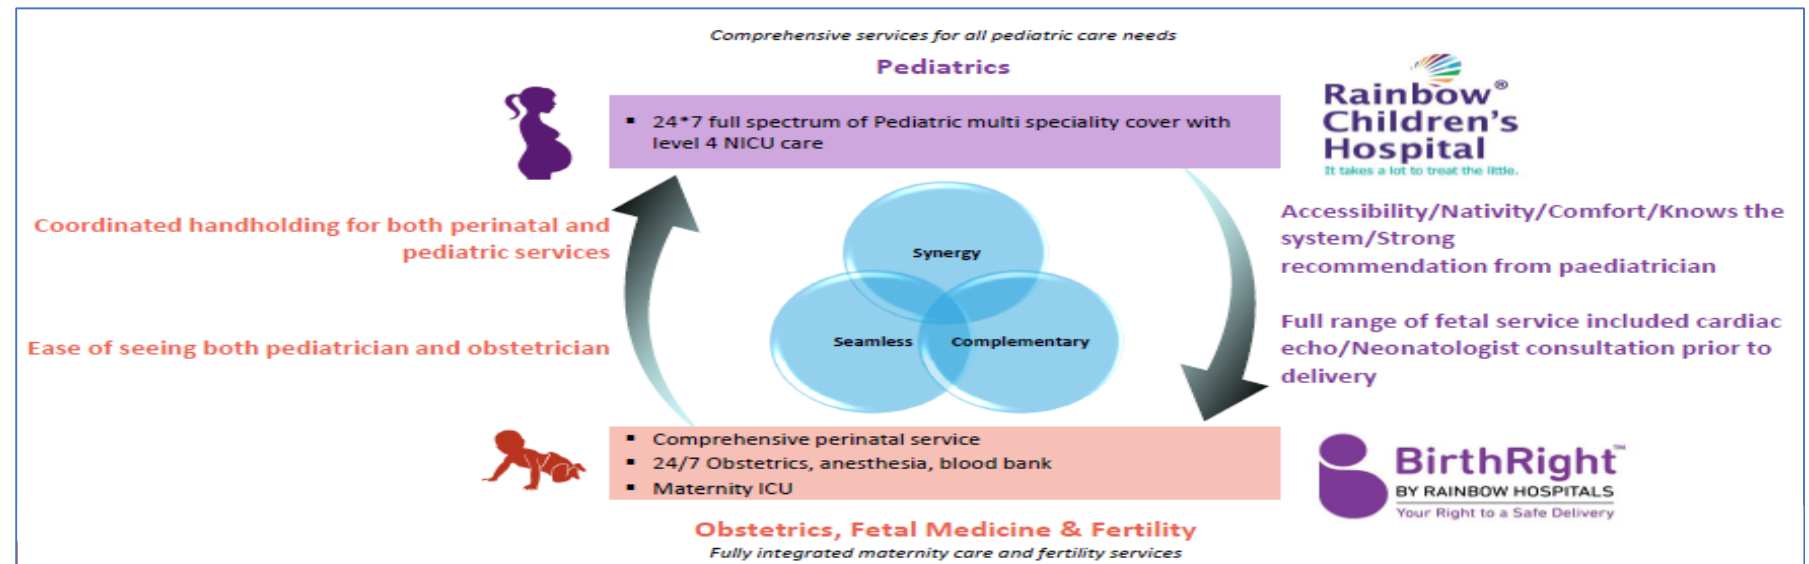 Comprehensive services for all pediatric care needs
Pediatrics
▪ 24*7 full spectrum of Pediatric multi speciality cover with
level 4 NICU care
Rainbow®
Children's
Hospital
It takes a lot to treat the little.
Coordinated handholding for both perinatal and
pediatric services
Ease of seeing both pediatrician and obstetrician
Synergy
Seamless
Complementary
Accessibility/Nativity/Comfort/Knows the
system/Strong
recommendation from paediatrician
Full range of fetal service included cardiac
echo/Neonatologist consultation prior to
delivery
▪ Comprehensive perinatal service
▪ 24/7 Obstetrics, anesthesia, blood bank
▪ Maternity ICU
BirthRight™
BY RAINBOW HOSPITALS
Your Right to a Safe Delivery
Obstetrics, Fetal Medicine & Fertility
Fully integrated maternity care and fertility services